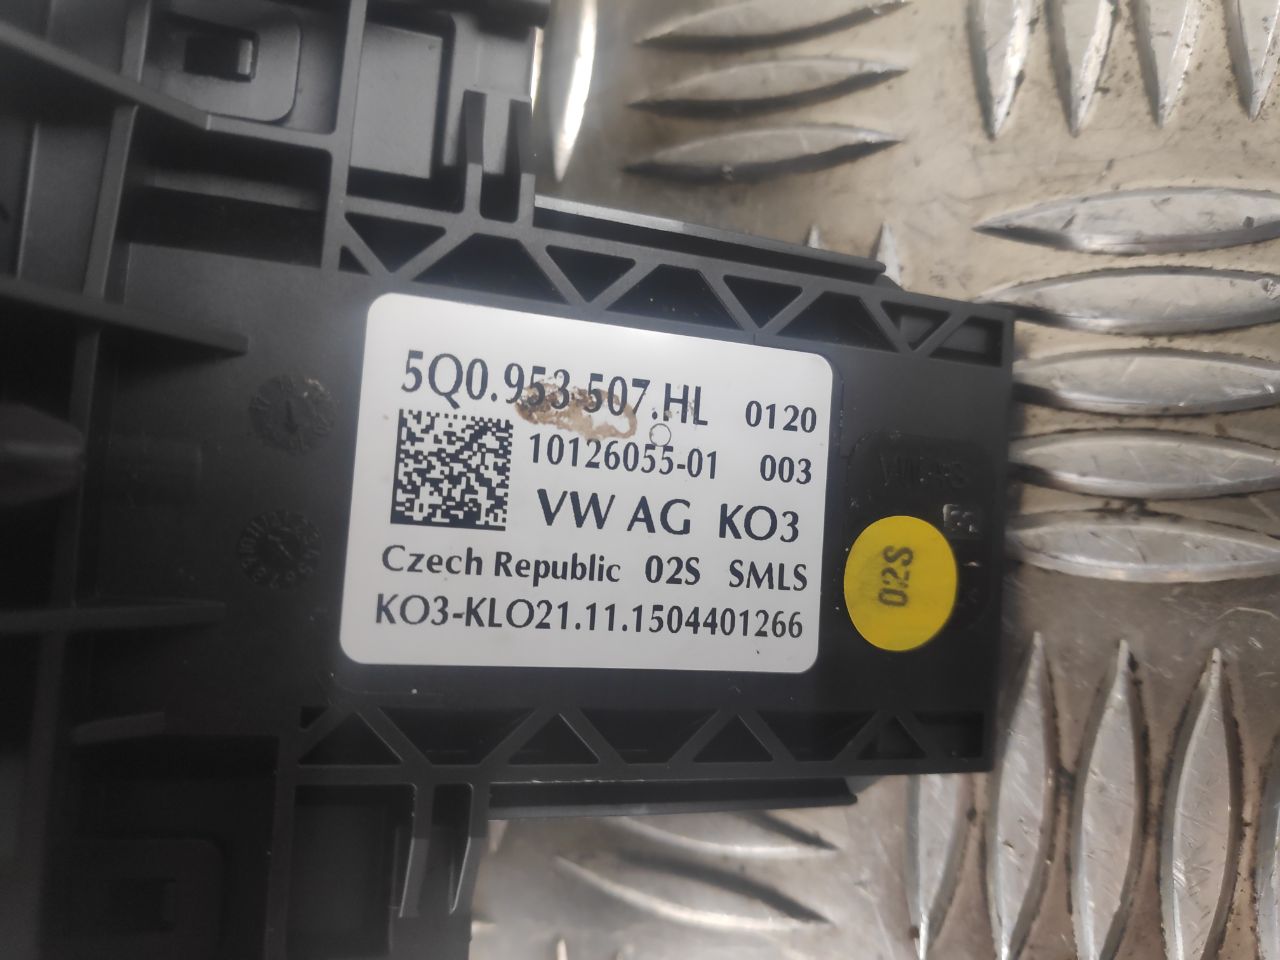 5Q0.953.507.HL 0120
10126055-01 003
VW AG KO3
Czech Republic 02S SMLS
KO3-KLO21.11.1504401266
02S